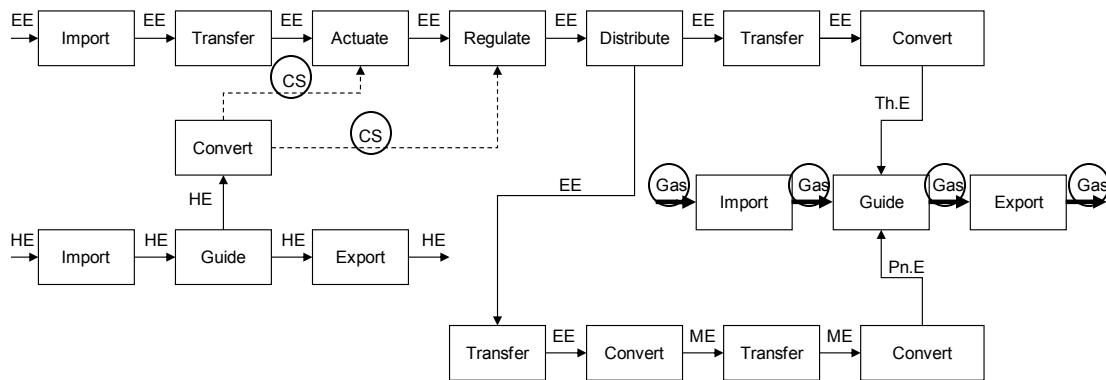 EE EE EE EE EE EE EE
Import Transfer Actuate Regulate Distribute Transfer Convert
CS
Th.E
CS
Convert
HE EE
Gas Gas Gas Gas
Import Guide Export
HE HE HE HE
Import Guide Export
Pn.E
EE ME ME
Transfer Convert Transfer Convert